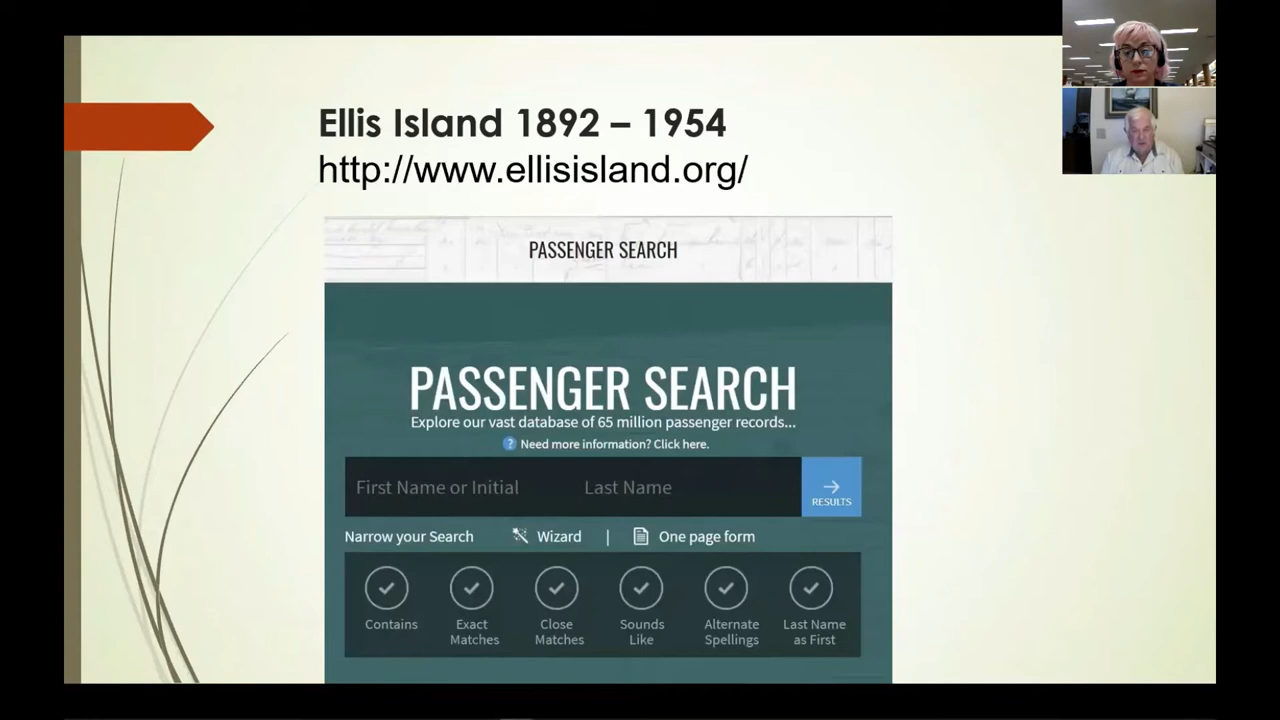 Ellis Island 1892 – 1954
http://www.ellisisland.org/
PASSENGER SEARCH
PASSENGER SEARCH
Explore our vast database of 65 million passenger records...
? Need more information? Click here.
First Name or Initial Last Name
RESULTS
Narrow your Search Wizard | One page form
Contains Exact Matches Close Matches Sounds Like Alternate Spellings Last Name as First